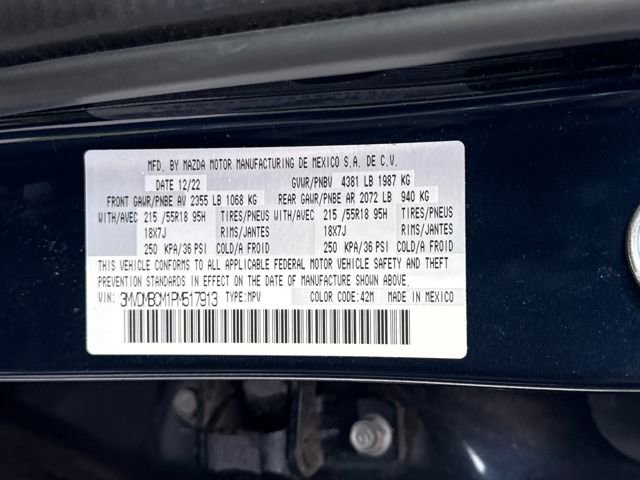 MFD. BY MAZDA MOTOR MANUFACTURING DE MEXICO S.A. DE C.V.
DATE 12/22 GVWR/PNBV 4381 LB 1987 KG
FRONT GAWR/PNBE AV 2355 LB 1068 KG REAR GAWR/PNBE AR 2072 LB 940 KG
WITH/AVEC 215 /55R18 95H TIRES/PNEUS WITH/AVEC 215 /55R18 95H TIRES/PNEUS
18X7J RIMS/JANTES 18X7J RIMS/JANTES
250 KPA/36 PSI COLD/A FROID 250 KPA/36 PSI COLD/A FROID
THIS VEHICLE CONFORMS TO ALL APPLICABLE FEDERAL MOTOR VEHICLE SAFETY AND THEFT
PREVENTION STANDARDS IN EFFECT ON THE DATE OF MANUFACTURE SHOWN ABOVE.
VIN: 3MVDMBCM1PM517913 TYPE:MPV COLOR CODE:42M MADE IN MEXICO